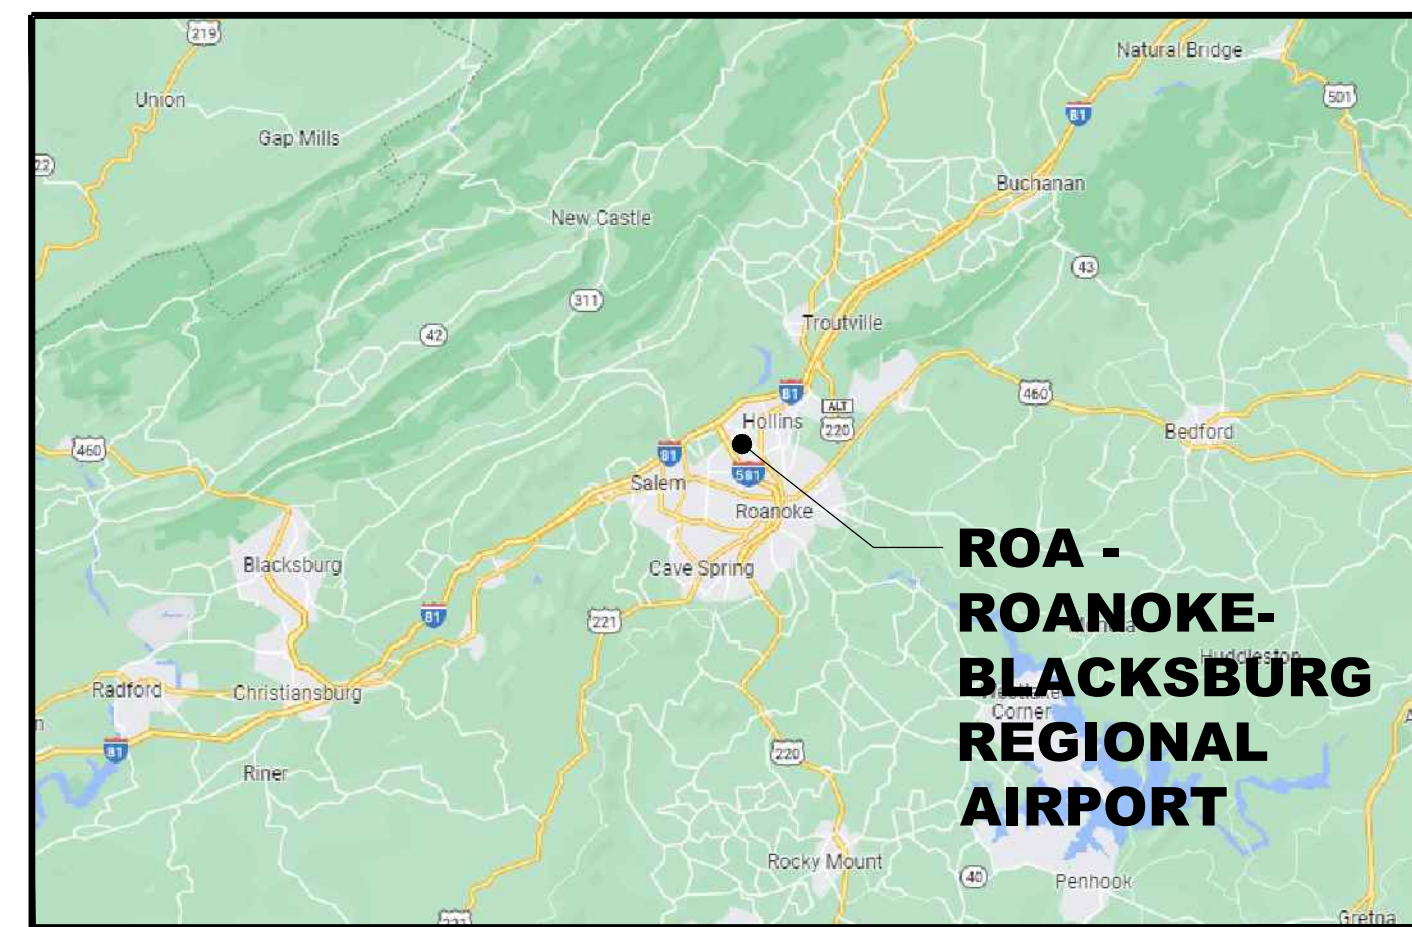 219
Natural Bridge
Union
501
81
Gap Mills
Buchanan
New Castle
43
311
Troutville
42
81
460
ALT
220
Hollins
Bedford
460
81
581
Salem
Roanoke
ROA -
Blacksburg
Cave Spring
ROANOKE-
81
221
Huddleston
BLACKSBURG
Radford
Christiansburg
Corner
REGIONAL
81
220
Riner
AIRPORT
Rocky Mount
40
Penhook
Gretna